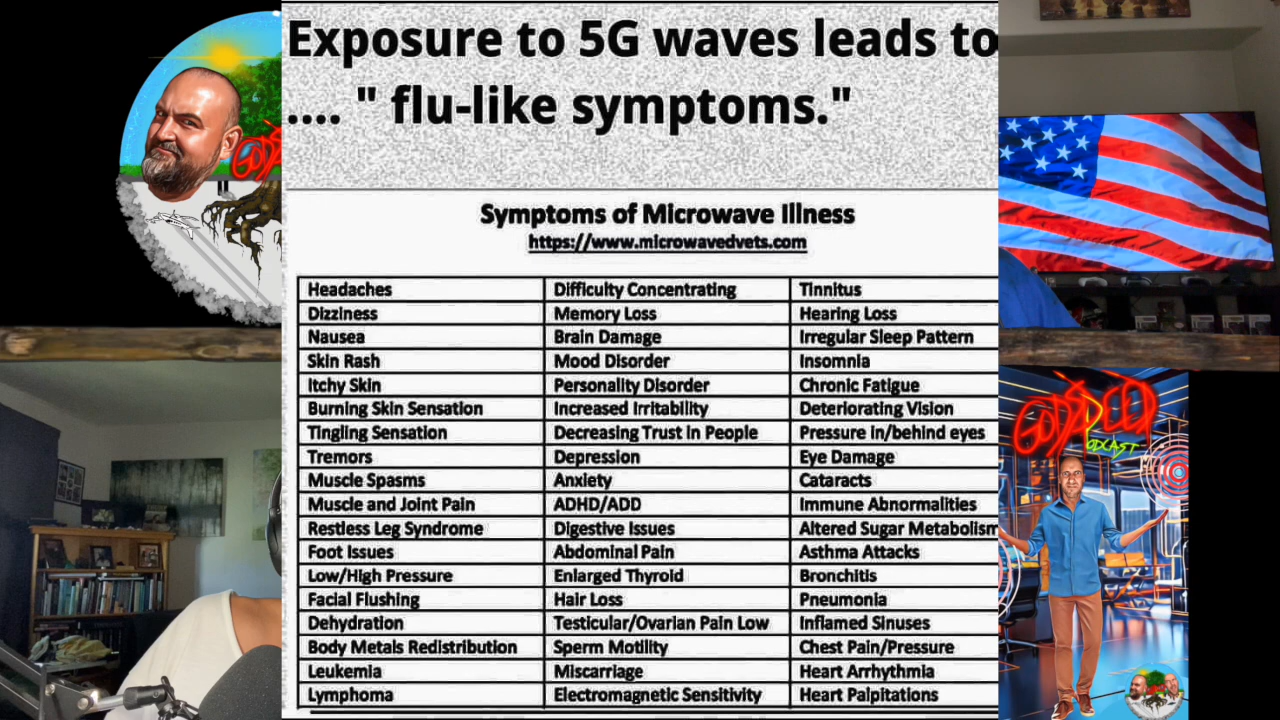 Exposure to 5G waves leads to
.... " flu-like symptoms."
Symptoms of Microwave Illness
https://www.microwavedvets.com
Headaches Difficulty Concentrating Tinnitus
Dizziness Memory Loss Hearing Loss
Nausea Brain Damage Irregular Sleep Pattern
Skin Rash Mood Disorder Insomnia
Itchy Skin Personality Disorder Chronic Fatigue
Burning Skin Sensation Increased Irritability Deteriorating Vision
Tingling Sensation Decreasing Trust in People Pressure in/behind eyes
Tremors Depression Eye Damage
Muscle Spasms Anxiety Cataracts
Muscle and Joint Pain ADHD/ADD Immune Abnormalities
Restless Leg Syndrome Digestive Issues Altered Sugar Metabolism
Foot Issues Abdominal Pain Asthma Attacks
Low/High Pressure Enlarged Thyroid Bronchitis
Facial Flushing Hair Loss Pneumonia
Dehydration Testicular/Ovarian Pain Low Inflamed Sinuses
Body Metals Redistribution Sperm Motility Chest Pain/Pressure
Leukemia Miscarriage Heart Arrhythmia
Lymphoma Electromagnetic Sensitivity Heart Palpitations
GODSPEED
PODCAST